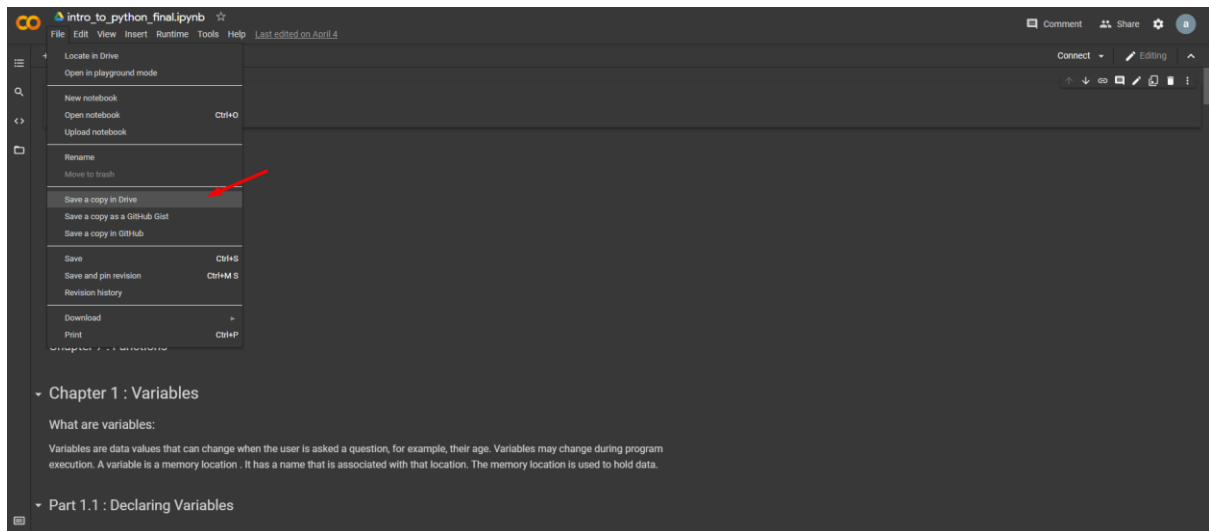 intro_to_python_final.ipynb
Comment Share a
File Edit View Insert Runtime Tools Help Last edited on April 4
Locate in Drive
Connect Editing
Open in playground mode
New notebook
Open notebook Ctrl+O
Upload notebook
Rename
Move to trash
Save a copy in Drive
Save a copy as a GitHub Gist
Save a copy in GitHub
Save Ctrl+S
Save and pin revision Ctrl+M S
Revision history
Download
Print Ctrl+P
Chapter 7 : Functions
Chapter 1 : Variables
What are variables:
Variables are data values that can change when the user is asked a question, for example, their age. Variables may change during program
execution. A variable is a memory location . It has a name that is associated with that location. The memory location is used to hold data.
Part 1.1 : Declaring Variables